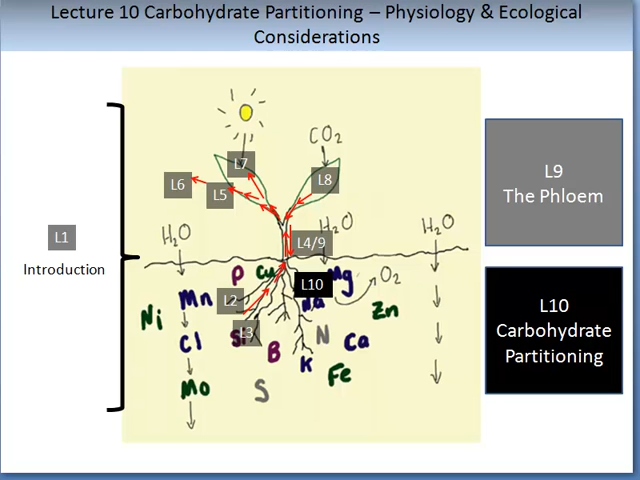 Lecture 10 Carbohydrate Partitioning – Physiology & Ecological
Considerations
CO2
L7
L6
L5
L8
L9
The Phloem
L1
Introduction
H2O
H2O
H2O
L4/9
P
Cu
L10
Mg
O2
Mn
L2
Zn
Ni
L3
Cl
B
N
Ca
K
Fe
Mo
S
L10
Carbohydrate
Partitioning